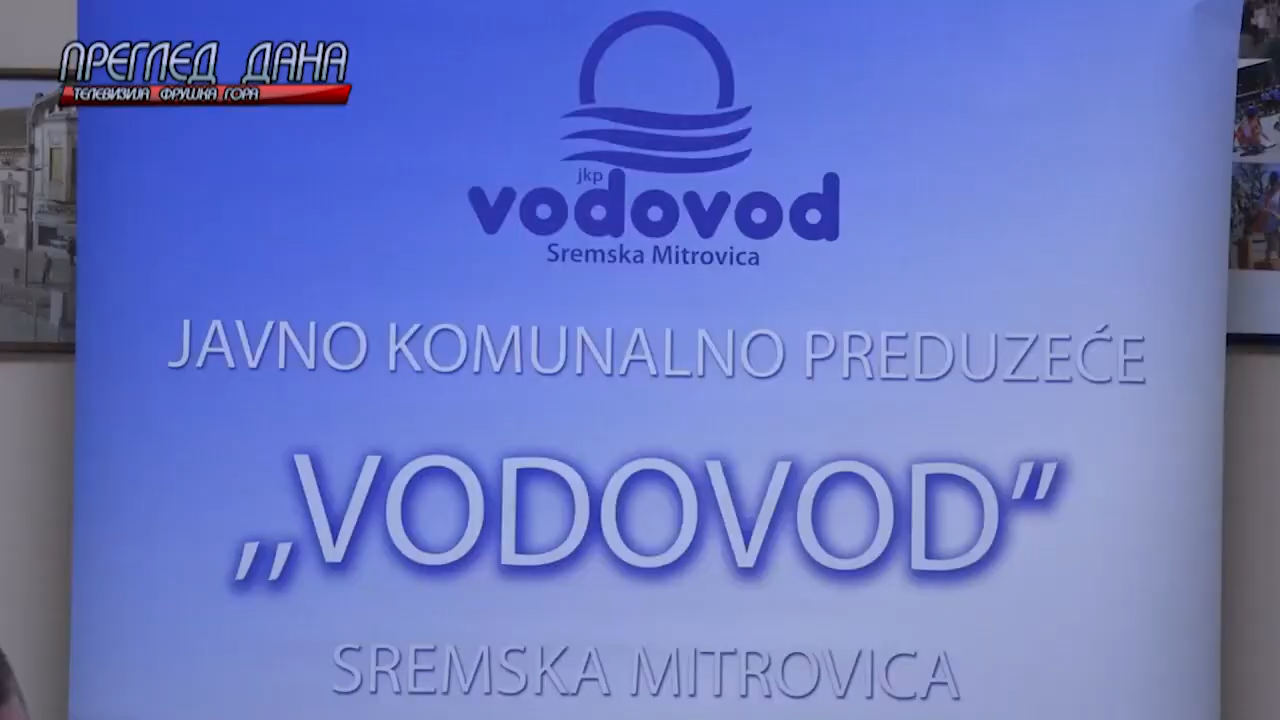 ПРЕГЛЕД ДАНА
ТЕЛЕВИЗИЈА ФРУШКА ГОРА
jkp
vodovod
Sremska Mitrovica
JAVNO KOMUNALNO PREDUZEĆE
,,VODOVOD”
SREMSKA MITROVICA